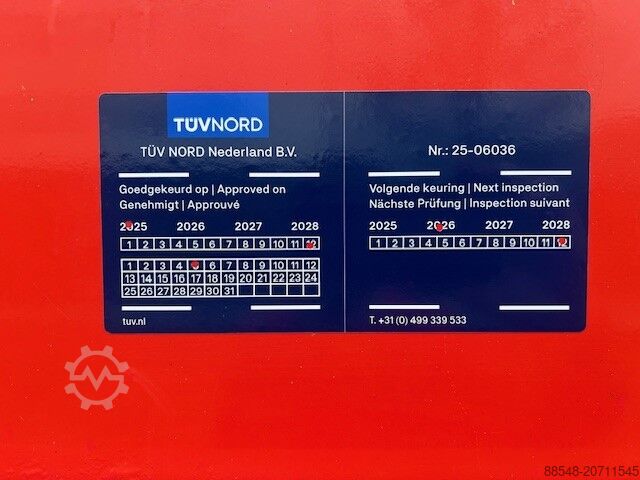 TÜVNORD
TÜV NORD Nederland B.V.
Goedgekeurd op | Approved on
Genehmigt | Approuvé
2025 2026 2027 2028
1 2 3 4 5 6 7 8 9 10 11 12
1 2 3 4 5 6 7 8 9 10 11 12
13 14 15 16 17 18 19 20 21 22 23 24
25 26 27 28 29 30 31
tuv.nl
Nr.: 25-06036
Volgende keuring | Next inspection
Nächste Prüfung | Inspection suivant
2025 2026 2027 2028
1 2 3 4 5 6 7 8 9 10 11 12
T. +31 (0) 499 339 533
88548-20711545